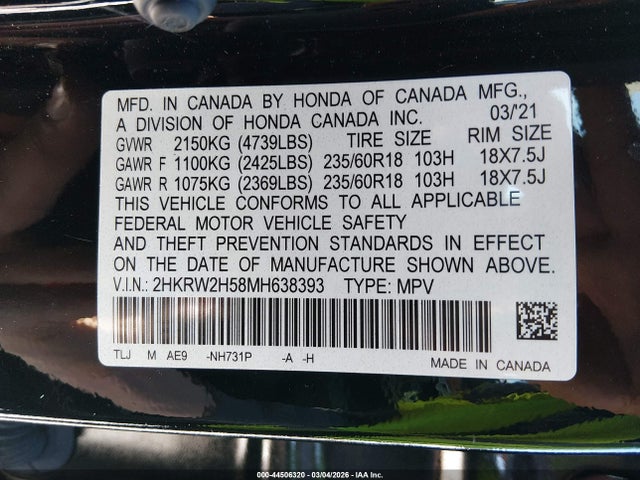 MFD. IN CANADA BY HONDA OF CANADA MFG.,
A DIVISION OF HONDA CANADA INC. 03/21
GVWR 2150KG (4739LBS) TIRE SIZE RIM SIZE
GAWR F 1100KG (2425LBS) 235/60R18 103H 18X7.5J
GAWR R 1075KG (2369LBS) 235/60R18 103H 18X7.5J
THIS VEHICLE CONFORMS TO ALL APPLICABLE
FEDERAL MOTOR VEHICLE SAFETY
AND THEFT PREVENTION STANDARDS IN EFFECT
ON THE DATE OF MANUFACTURE SHOWN ABOVE.
V.I.N.: 2HKRW2H58MH638393 TYPE: MPV
TLJ M AE9 -NH731P -A -H
MADE IN CANADA
000-44506320 | 03/04/2026 - IAA Inc.